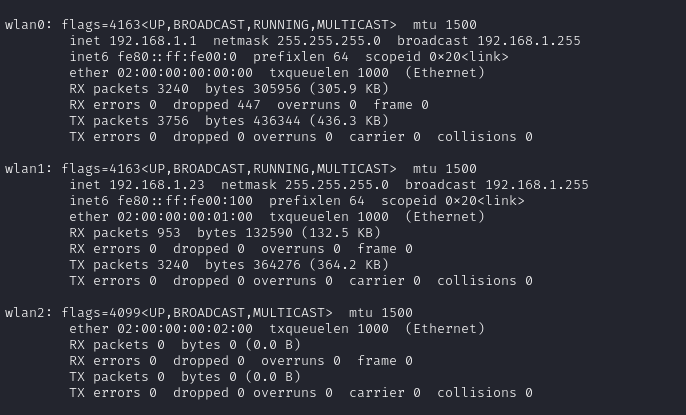 wlan0: flags=4163<UP,BROADCAST,RUNNING,MULTICAST>  mtu 1500
        inet 192.168.1.1  netmask 255.255.255.0  broadcast 192.168.1.255
        inet6 fe80::ff:fe00:0  prefixlen 64  scopeid 0×20<link>
        ether 02:00:00:00:00:00  txqueuelen 1000  (Ethernet)
        RX packets 3240  bytes 305956 (305.9 KB)
        RX errors 0  dropped 447  overruns 0  frame 0
        TX packets 3756  bytes 436344 (436.3 KB)
        TX errors 0  dropped 0 overruns 0  carrier 0  collisions 0

wlan1: flags=4163<UP,BROADCAST,RUNNING,MULTICAST>  mtu 1500
        inet 192.168.1.23  netmask 255.255.255.0  broadcast 192.168.1.255
        inet6 fe80::ff:fe00:100  prefixlen 64  scopeid 0×20<link>
        ether 02:00:00:00:01:00  txqueuelen 1000  (Ethernet)
        RX packets 953  bytes 132590 (132.5 KB)
        RX errors 0  dropped 0  overruns 0  frame 0
        TX packets 3240  bytes 364276 (364.2 KB)
        TX errors 0  dropped 0 overruns 0  carrier 0  collisions 0

wlan2: flags=4099<UP,BROADCAST,MULTICAST>  mtu 1500
        ether 02:00:00:00:02:00  txqueuelen 1000  (Ethernet)
        RX packets 0  bytes 0 (0.0 B)
        RX errors 0  dropped 0  overruns 0  frame 0
        TX packets 0  bytes 0 (0.0 B)
        TX errors 0  dropped 0 overruns 0  carrier 0  collisions 0